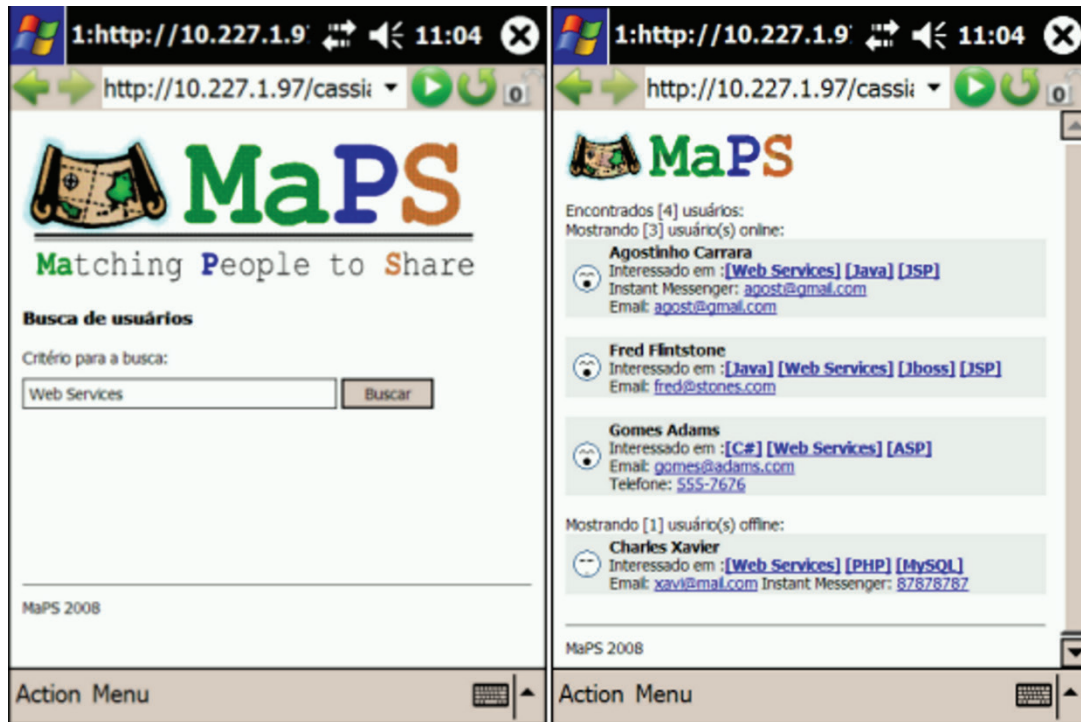 1:http://10.227.1.9
11:04
http://10.227.1.97/cassi
MaPS
Matching People to Share
Busca de usuários
Critério para a busca:
Web Services
Buscar
MaPS 2008
Action Menu
1:http://10.227.1.9
11:04
http://10.227.1.97/cassi
MaPS
Encontrados [4] usuários:
Mostrando [3] usuário(s) online:
Agostinho Carrara
Interessado em :[Web Services] [Java] [JSP]
Instant Messenger: agost@gmail.com
Email: agost@gmail.com
Fred Flintstone
Interessado em :[Java] [Web Services] [Jboss] [JSP]
Email: fred@stones.com
Gomes Adams
Interessado em :[C#] [Web Services] [ASP]
Email: gomes@adams.com
Telefone: 555-7676
Mostrando [1] usuário(s) offline:
Charles Xavier
Interessado em :[Web Services] [PHP] [MySQL]
Email: xavi@mail.com Instant Messenger: 87878787
MaPS 2008
Action Menu